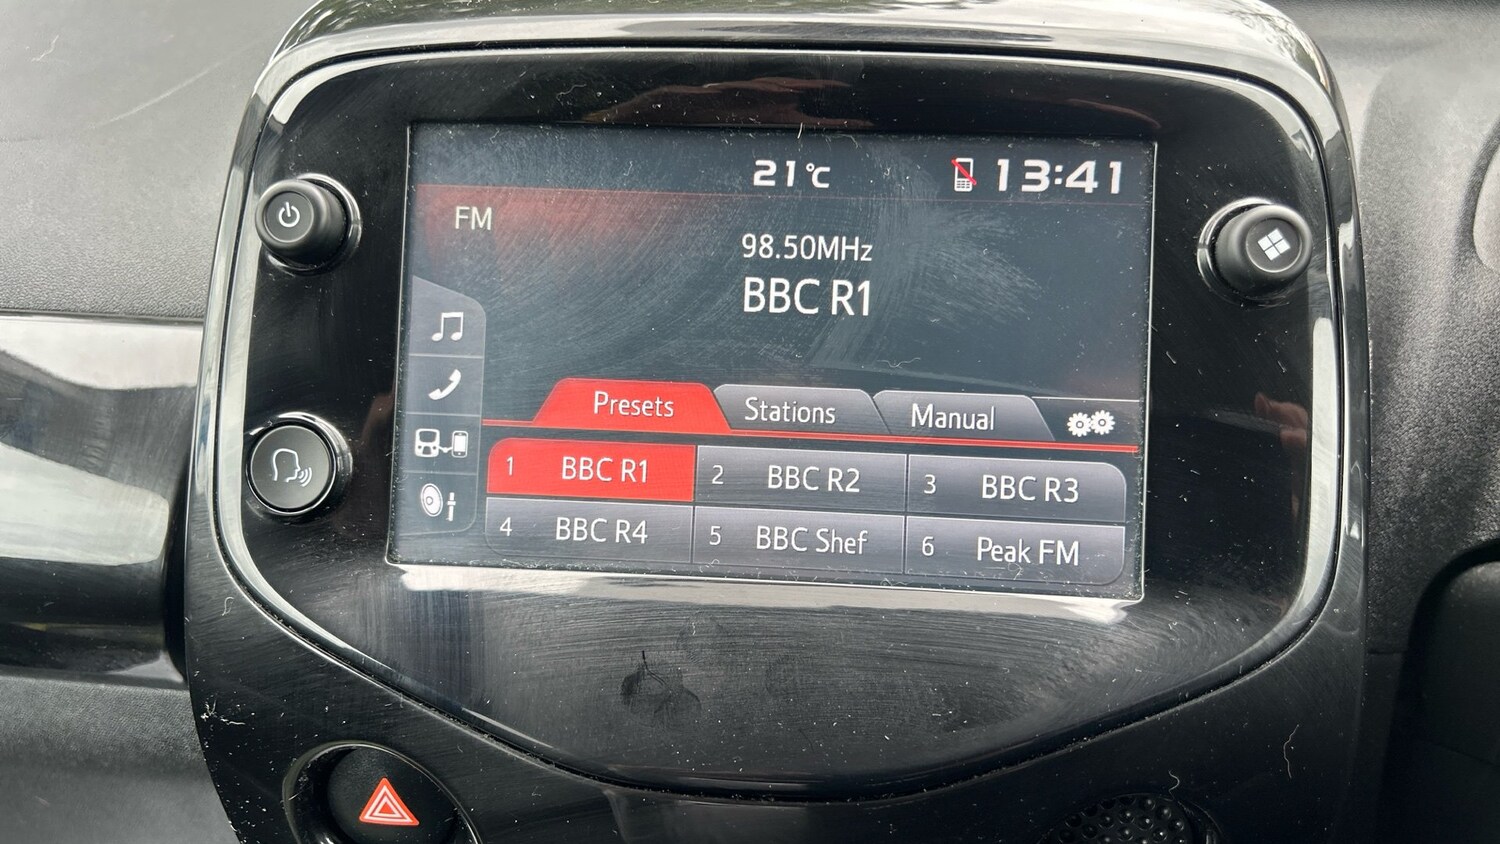 21°C 13:41
FM
98.50MHz
BBC R1
Presets Stations Manual
1 BBC R1 2 BBC R2 3 BBC R3
4 BBC R4 5 BBC Shef 6 Peak FM